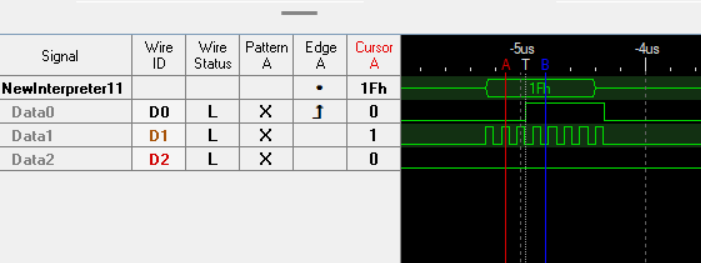 Signal Wire ID Wire Status Pattern A Edge A Cursor A -5us -4us
A T B
NewInterpreter11 • 1Fh 1Fh
Data0 D0 L X 0
Data1 D1 L X 1
Data2 D2 L X 0